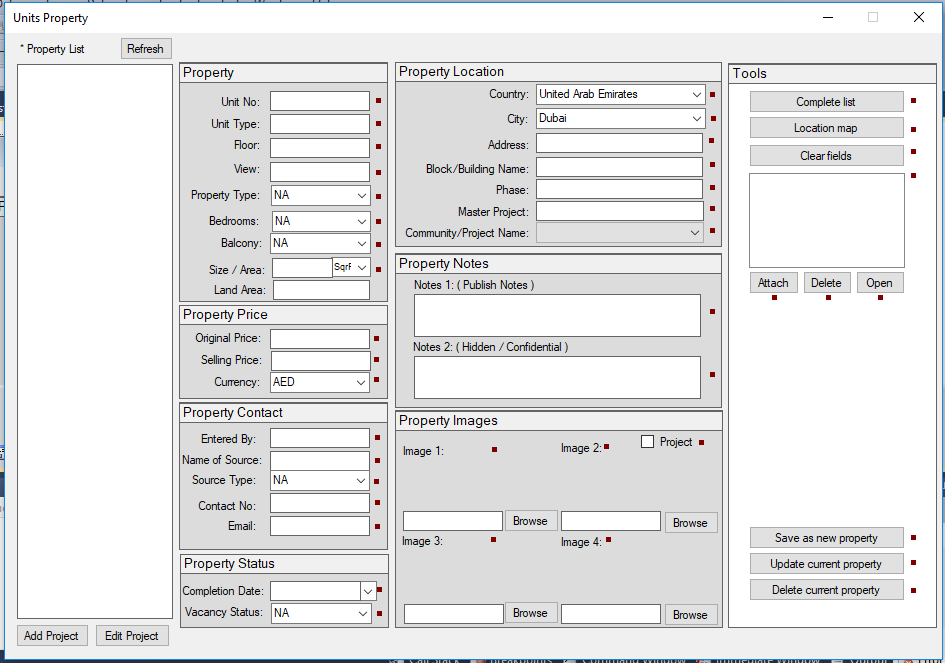 Units Property
* Property List
Refresh
Property
Unit No:
Unit Type:
Floor:
View:
Property Type: NA
Bedrooms: NA
Balcony: NA
Size / Area: Sqrf
Land Area:
Property Price
Original Price:
Selling Price:
Currency: AED
Property Contact
Entered By:
Name of Source:
Source Type: NA
Contact No:
Email:
Property Status
Completion Date:
Vacancy Status: NA
Add Project
Edit Project
Property Location
Country: United Arab Emirates
City: Dubai
Address:
Block/Building Name:
Phase:
Master Project:
Community/Project Name:
Property Notes
Notes 1: ( Publish Notes )
Notes 2: ( Hidden / Confidential )
Property Images
Image 1:
Image 2:
Project
Browse
Browse
Image 3:
Image 4:
Browse
Browse
Tools
Complete list
Location map
Clear fields
Attach
Delete
Open
Save as new property
Update current property
Delete current property